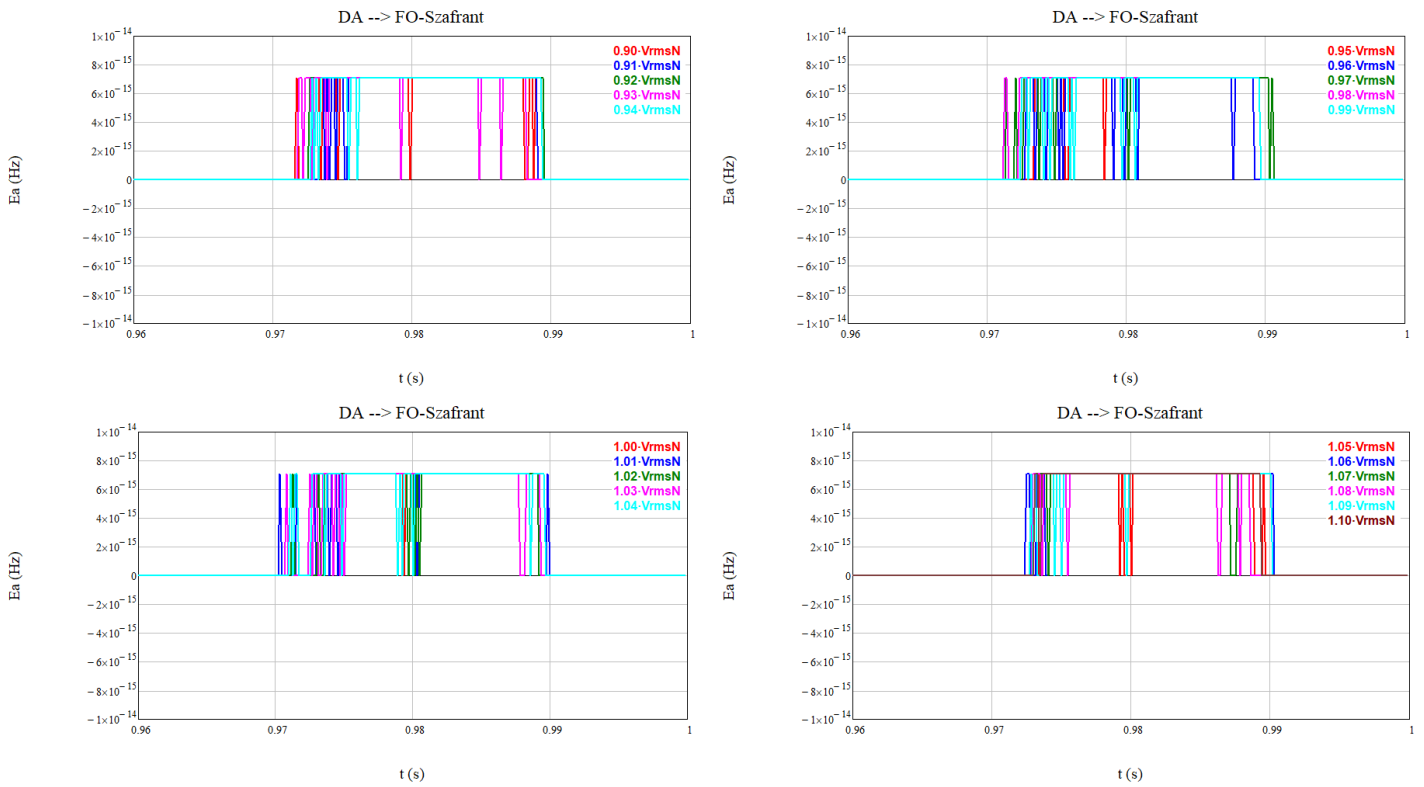 DA --> FO-Szafrant
1×10⁻¹⁴
8×10⁻¹⁵
6×10⁻¹⁵
4×10⁻¹⁵
2×10⁻¹⁵
0
−2×10⁻¹⁵
−4×10⁻¹⁵
−6×10⁻¹⁵
−8×10⁻¹⁵
−1×10⁻¹⁴
Ea (Hz)
0.90·VrmsN
0.91·VrmsN
0.92·VrmsN
0.93·VrmsN
0.94·VrmsN
0.96 0.97 0.98 0.99 1
t (s)
DA --> FO-Szafrant
1×10⁻¹⁴
8×10⁻¹⁵
6×10⁻¹⁵
4×10⁻¹⁵
2×10⁻¹⁵
0
−2×10⁻¹⁵
−4×10⁻¹⁵
−6×10⁻¹⁵
−8×10⁻¹⁵
−1×10⁻¹⁴
Ea (Hz)
0.95·VrmsN
0.96·VrmsN
0.97·VrmsN
0.98·VrmsN
0.99·VrmsN
0.96 0.97 0.98 0.99 1
t (s)
DA --> FO-Szafrant
1×10⁻¹⁴
8×10⁻¹⁵
6×10⁻¹⁵
4×10⁻¹⁵
2×10⁻¹⁵
0
−2×10⁻¹⁵
−4×10⁻¹⁵
−6×10⁻¹⁵
−8×10⁻¹⁵
−1×10⁻¹⁴
Ea (Hz)
1.00·VrmsN
1.01·VrmsN
1.02·VrmsN
1.03·VrmsN
1.04·VrmsN
0.96 0.97 0.98 0.99 1
t (s)
DA --> FO-Szafrant
1×10⁻¹⁴
8×10⁻¹⁵
6×10⁻¹⁵
4×10⁻¹⁵
2×10⁻¹⁵
0
−2×10⁻¹⁵
−4×10⁻¹⁵
−6×10⁻¹⁵
−8×10⁻¹⁵
−1×10⁻¹⁴
Ea (Hz)
1.05·VrmsN
1.06·VrmsN
1.07·VrmsN
1.08·VrmsN
1.09·VrmsN
1.10·VrmsN
0.96 0.97 0.98 0.99 1
t (s)